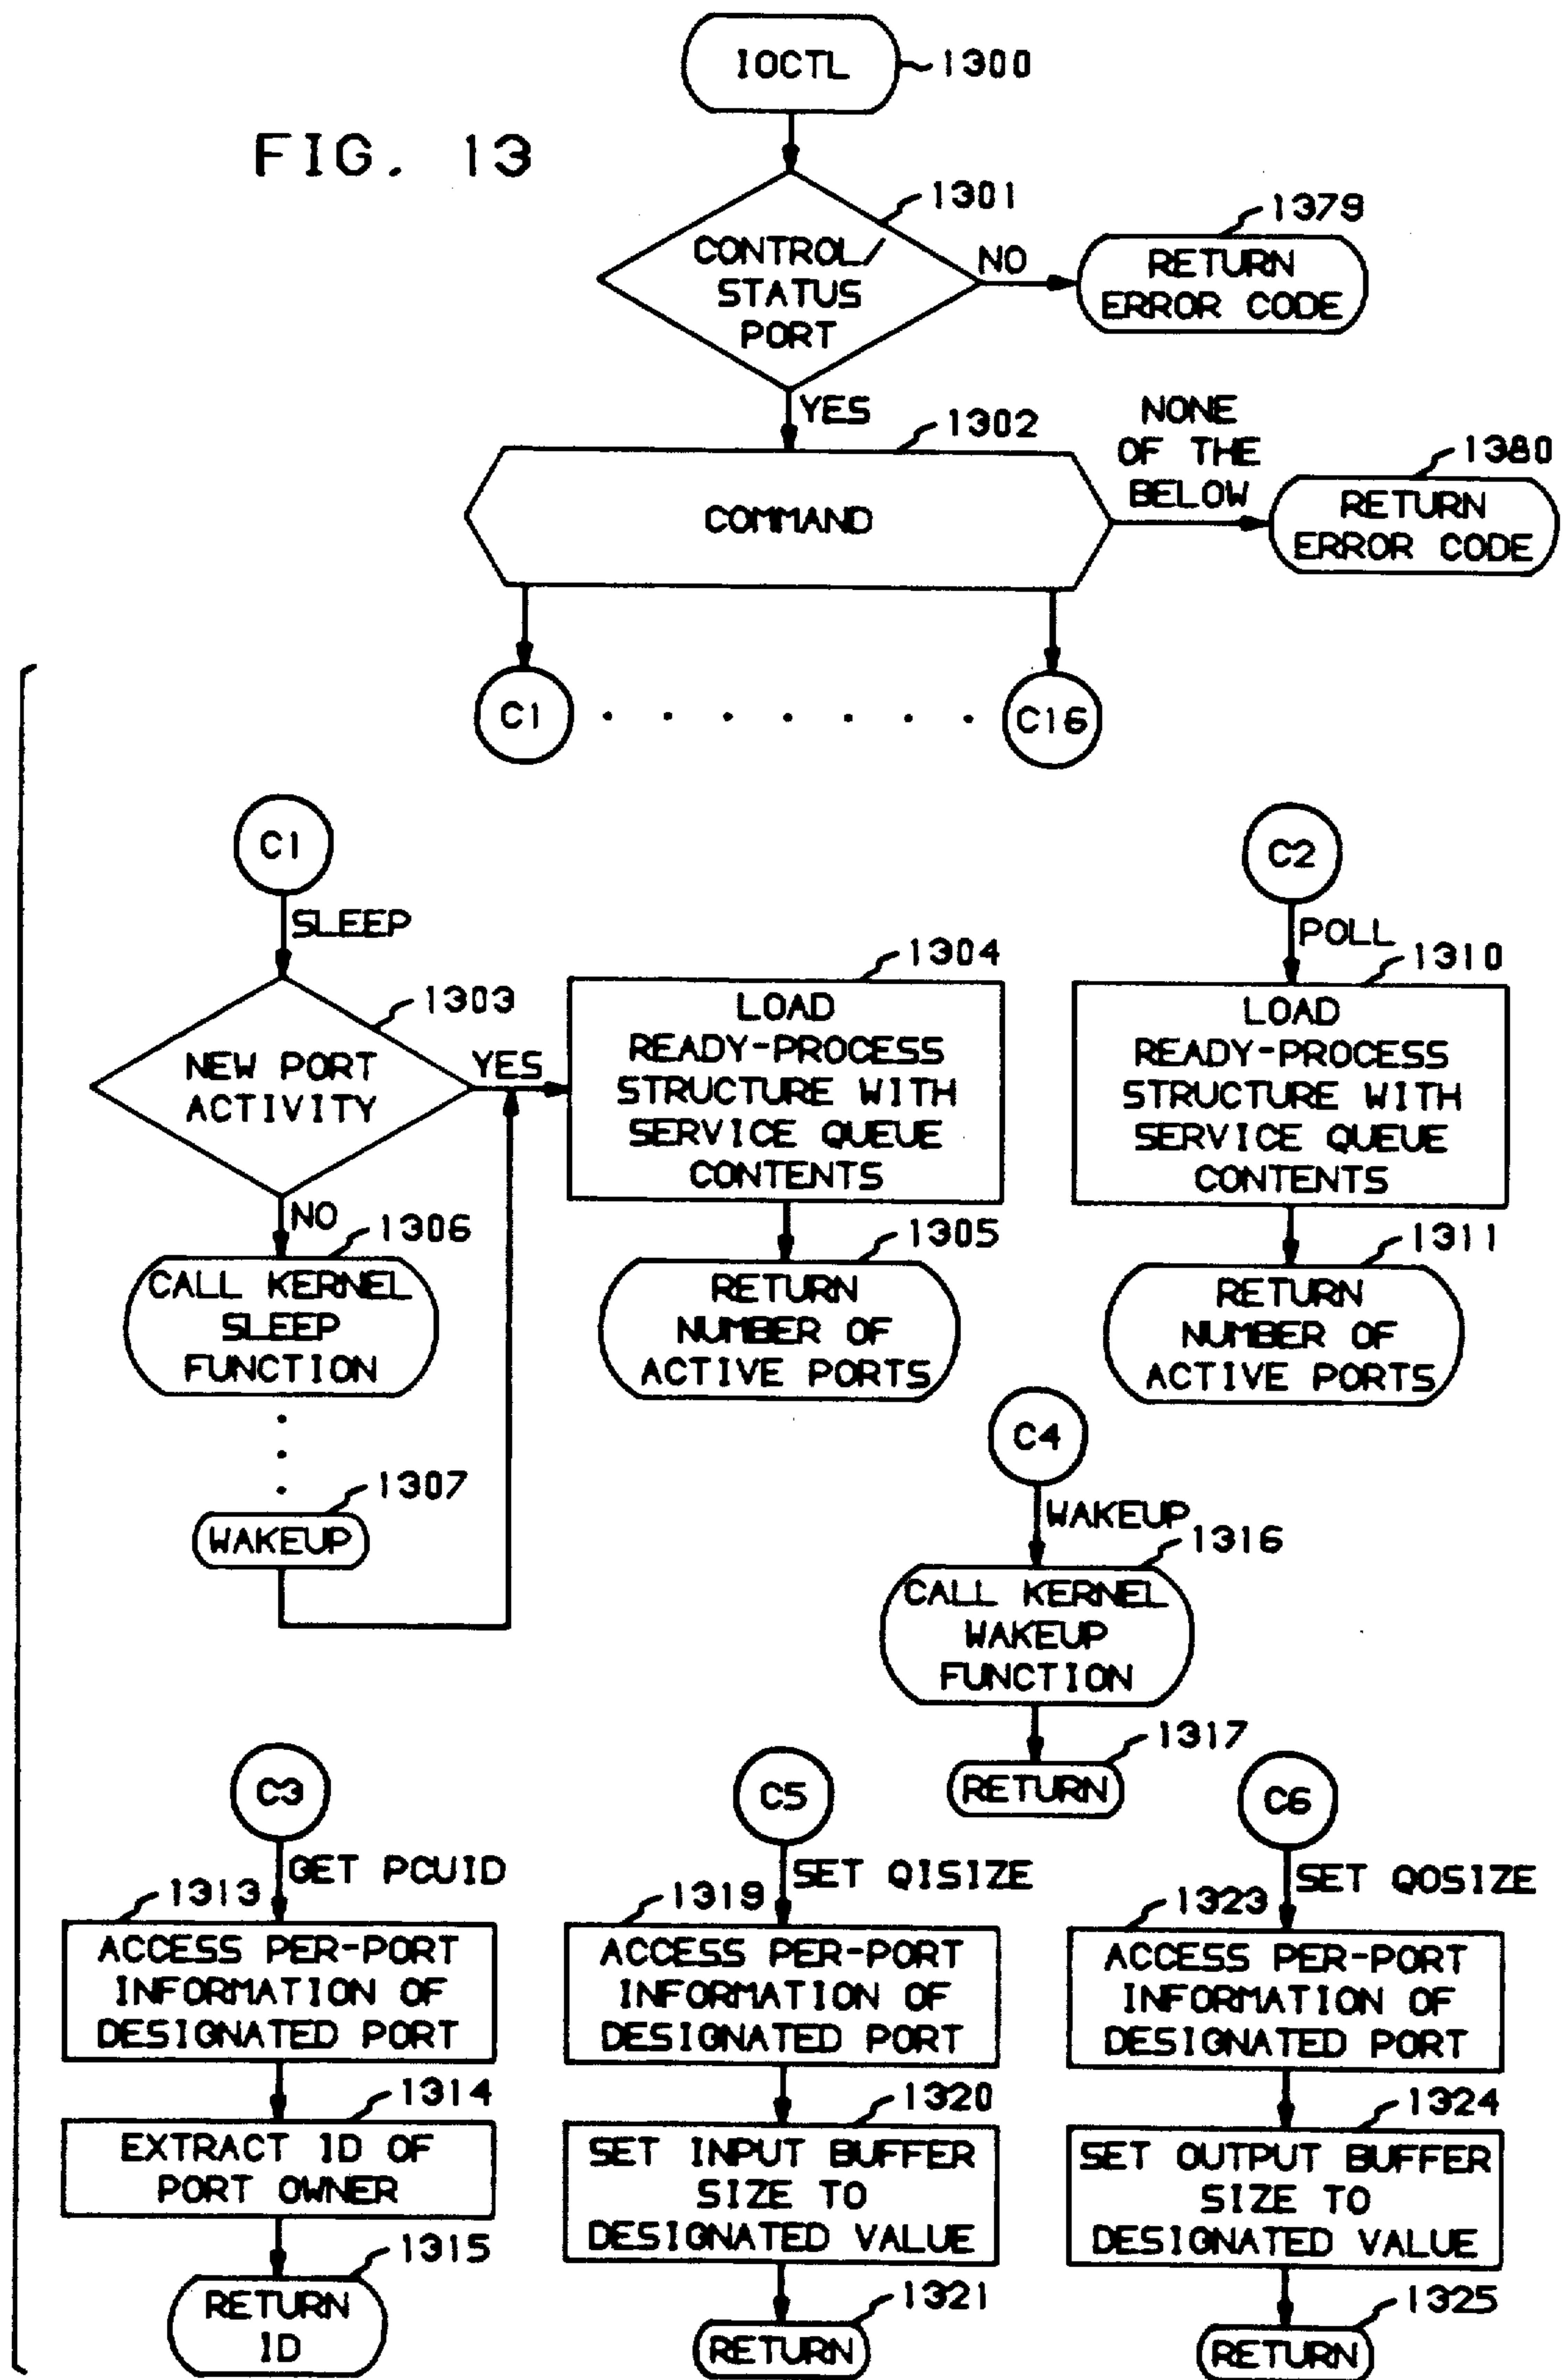 IOCTL
1300
FIG. 13
1301
CONTROL/
STATUS
PORT
NO
1379
RETURN
ERROR CODE
YES
1302
COMMAND
NONE
OF THE
BELOW
1380
RETURN
ERROR CODE
C1
C16
C1
SLEEP
1303
NEW PORT
ACTIVITY
YES
NO
1304
LOAD
READY-PROCESS
STRUCTURE WITH
SERVICE QUEUE
CONTENTS
1305
RETURN
NUMBER OF
ACTIVE PORTS
1306
CALL KERNEL
SLEEP
FUNCTION
1307
WAKEUP
C2
POLL
1310
LOAD
READY-PROCESS
STRUCTURE WITH
SERVICE QUEUE
CONTENTS
1311
RETURN
NUMBER OF
ACTIVE PORTS
C4
WAKEUP
1316
CALL KERNEL
WAKEUP
FUNCTION
1317
RETURN
C3
GET PCUID
1313
ACCESS PER-PORT
INFORMATION OF
DESIGNATED PORT
1314
EXTRACT ID OF
PORT OWNER
1315
RETURN
ID
C5
SET QISIZE
1319
ACCESS PER-PORT
INFORMATION OF
DESIGNATED PORT
1320
SET INPUT BUFFER
SIZE TO
DESIGNATED VALUE
1321
RETURN
C6
SET QOSIZE
1323
ACCESS PER-PORT
INFORMATION OF
DESIGNATED PORT
1324
SET OUTPUT BUFFER
SIZE TO
DESIGNATED VALUE
1325
RETURN